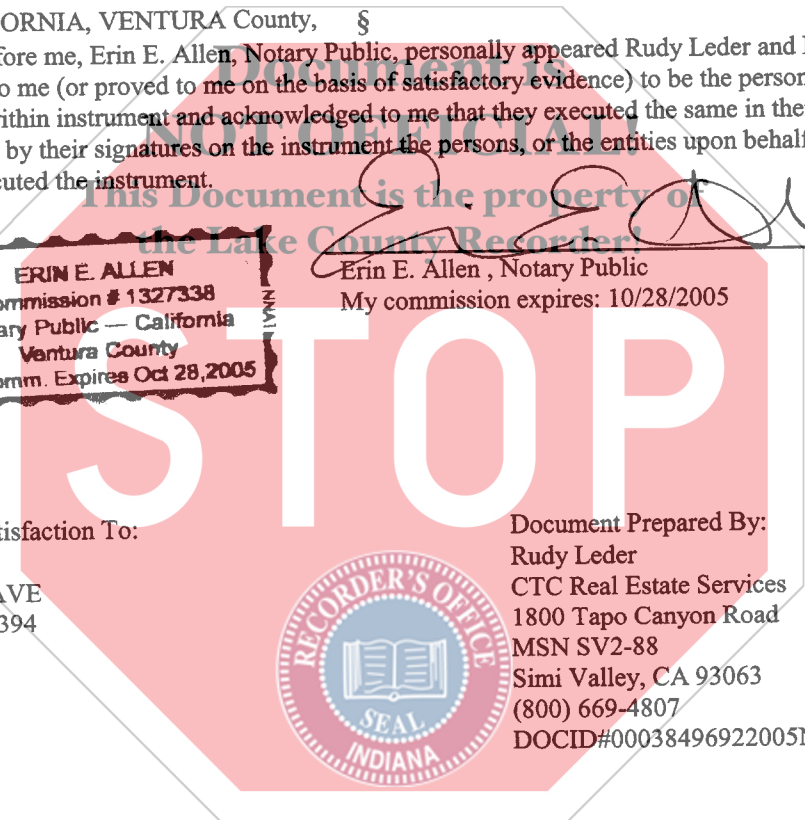 ORNIA, VENTURA County, §
fore me, Erin E. Allen, Notary Public, personally appeared Rudy Leder and
o me (or proved to me on the basis of satisfactory evidence) to be the person
vithin instrument and acknowledged to me that they executed the same in the
by their signatures on the instrument the persons, or the entities upon behalf
cuted the instrument.
Document is
NOT OFFICIAL!
This Document is the property of
the Lake County Recorder!
ERIN E. ALLEN
ommission # 1327338
ary Public — California
Ventura County
omm. Expires Oct 28,2005
NNA1
Erin E. Allen , Notary Public
My commission expires: 10/28/2005
STOP
tisfaction To:
AVE
394
Document Prepared By:
Rudy Leder
CTC Real Estate Services
1800 Tapo Canyon Road
MSN SV2-88
Simi Valley, CA 93063
(800) 669-4807
DOCID#00038496922005N
RECORDER'S OFFICE
SEAL
INDIANA